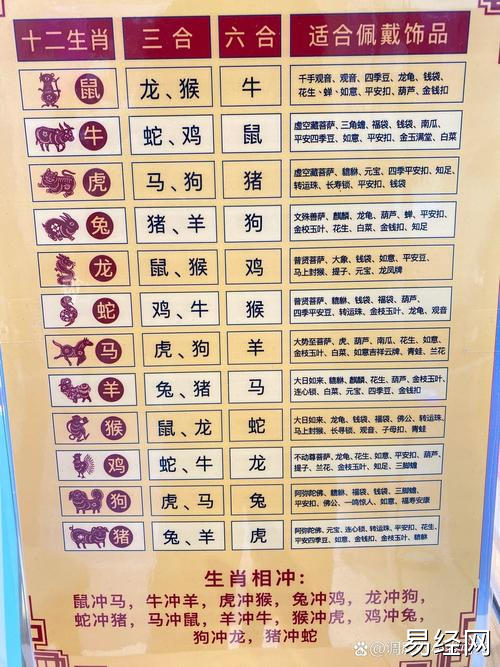 十二生肖 三合 六合 适合佩戴饰品
鼠 龙、猴 牛 千手观音、观音、四季豆、龙龟、钱袋、
花生、蝉、如意、平安扣、葫芦、金钱扣
牛 蛇、鸡 鼠 虚空藏菩萨、三角蟾、福袋、钱袋、南瓜、
平安四季豆、如意、平安扣、金玉满堂、白菜
虎 马、狗 猪 虚空藏菩萨、貔貅、元宝、四季平安扣、知足、
转运珠、长寿锁、平安扣、钱袋
兔 猪、羊 狗 文殊善萨、麒麟、龙龟、葫芦、蝉、平安扣、
金校玉叶、花生、白菜、金钱扣、知足
龙 鼠、猴 鸡 普贤菩萨、大象、钱袋、如意、平安豆、
马上封猴、提子、元宝、龙凤牌
蛇 鸡、牛 猴 普贤菩萨、貔貅、钱袋、福袋、葫芦、
四季平安豆、转运珠、金枝玉叶、龙龟、观音
马 虎、狗 羊 大势至菩萨、虎、葫芦、南瓜、花生、如意、
金枝玉叶、白菜、如意吉祥云牌、青蛙、兰花
羊 兔、猪 马 大日如来、貔貅、麒麟、花生、葫芦、金枝玉叶、
连心锁、白菜、元宝、四季豆、金钱扣
猴 鼠、龙 蛇 大日如来、龙龟、钱袋、福袋、佛公、转运珠、
马上封猴、长寻锁、观音、子母扣、青蛙
鸡 蛇、牛 龙 不动尊菩萨、龙龟、花生、如意、平安扣、葫芦、
提子、兰花、金枝玉叶、知足、三脚蟾
狗 虎、马 兔 阿弥陀佛、貔貅、福袋、钱袋、三脚蟾、
平安扣、佛公、一鸣惊人、如意、福寿安康
猪 兔、羊 虎 阿弥陀佛、元宝、连心锁、转运珠、平安扣、花生、
平安四季豆、如意、金钱扣、金枝玉叶、貔貅
生肖相冲：
鼠冲马，牛冲羊，虎冲猴，兔冲鸡，龙冲狗，
蛇冲猪，马冲鼠，羊冲牛，猴冲虎，鸡冲兔，
狗冲龙，猪冲蛇
易经网